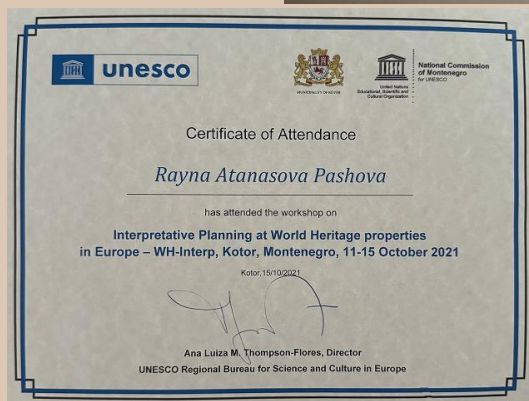 unesco
MUNICIPALITY OF KOTOR
United Nations
Educational, Scientific and
Cultural Organization
National Commission
of Montenegro
for UNESCO
Certificate of Attendance
Rayna Atanasova Pashova
has attended the workshop on
Interpretative Planning at World Heritage properties
in Europe – WH-Interp, Kotor, Montenegro, 11-15 October 2021
Kotor,15/10/2021
Ana Luiza M. Thompson-Flores, Director
UNESCO Regional Bureau for Science and Culture in Europe